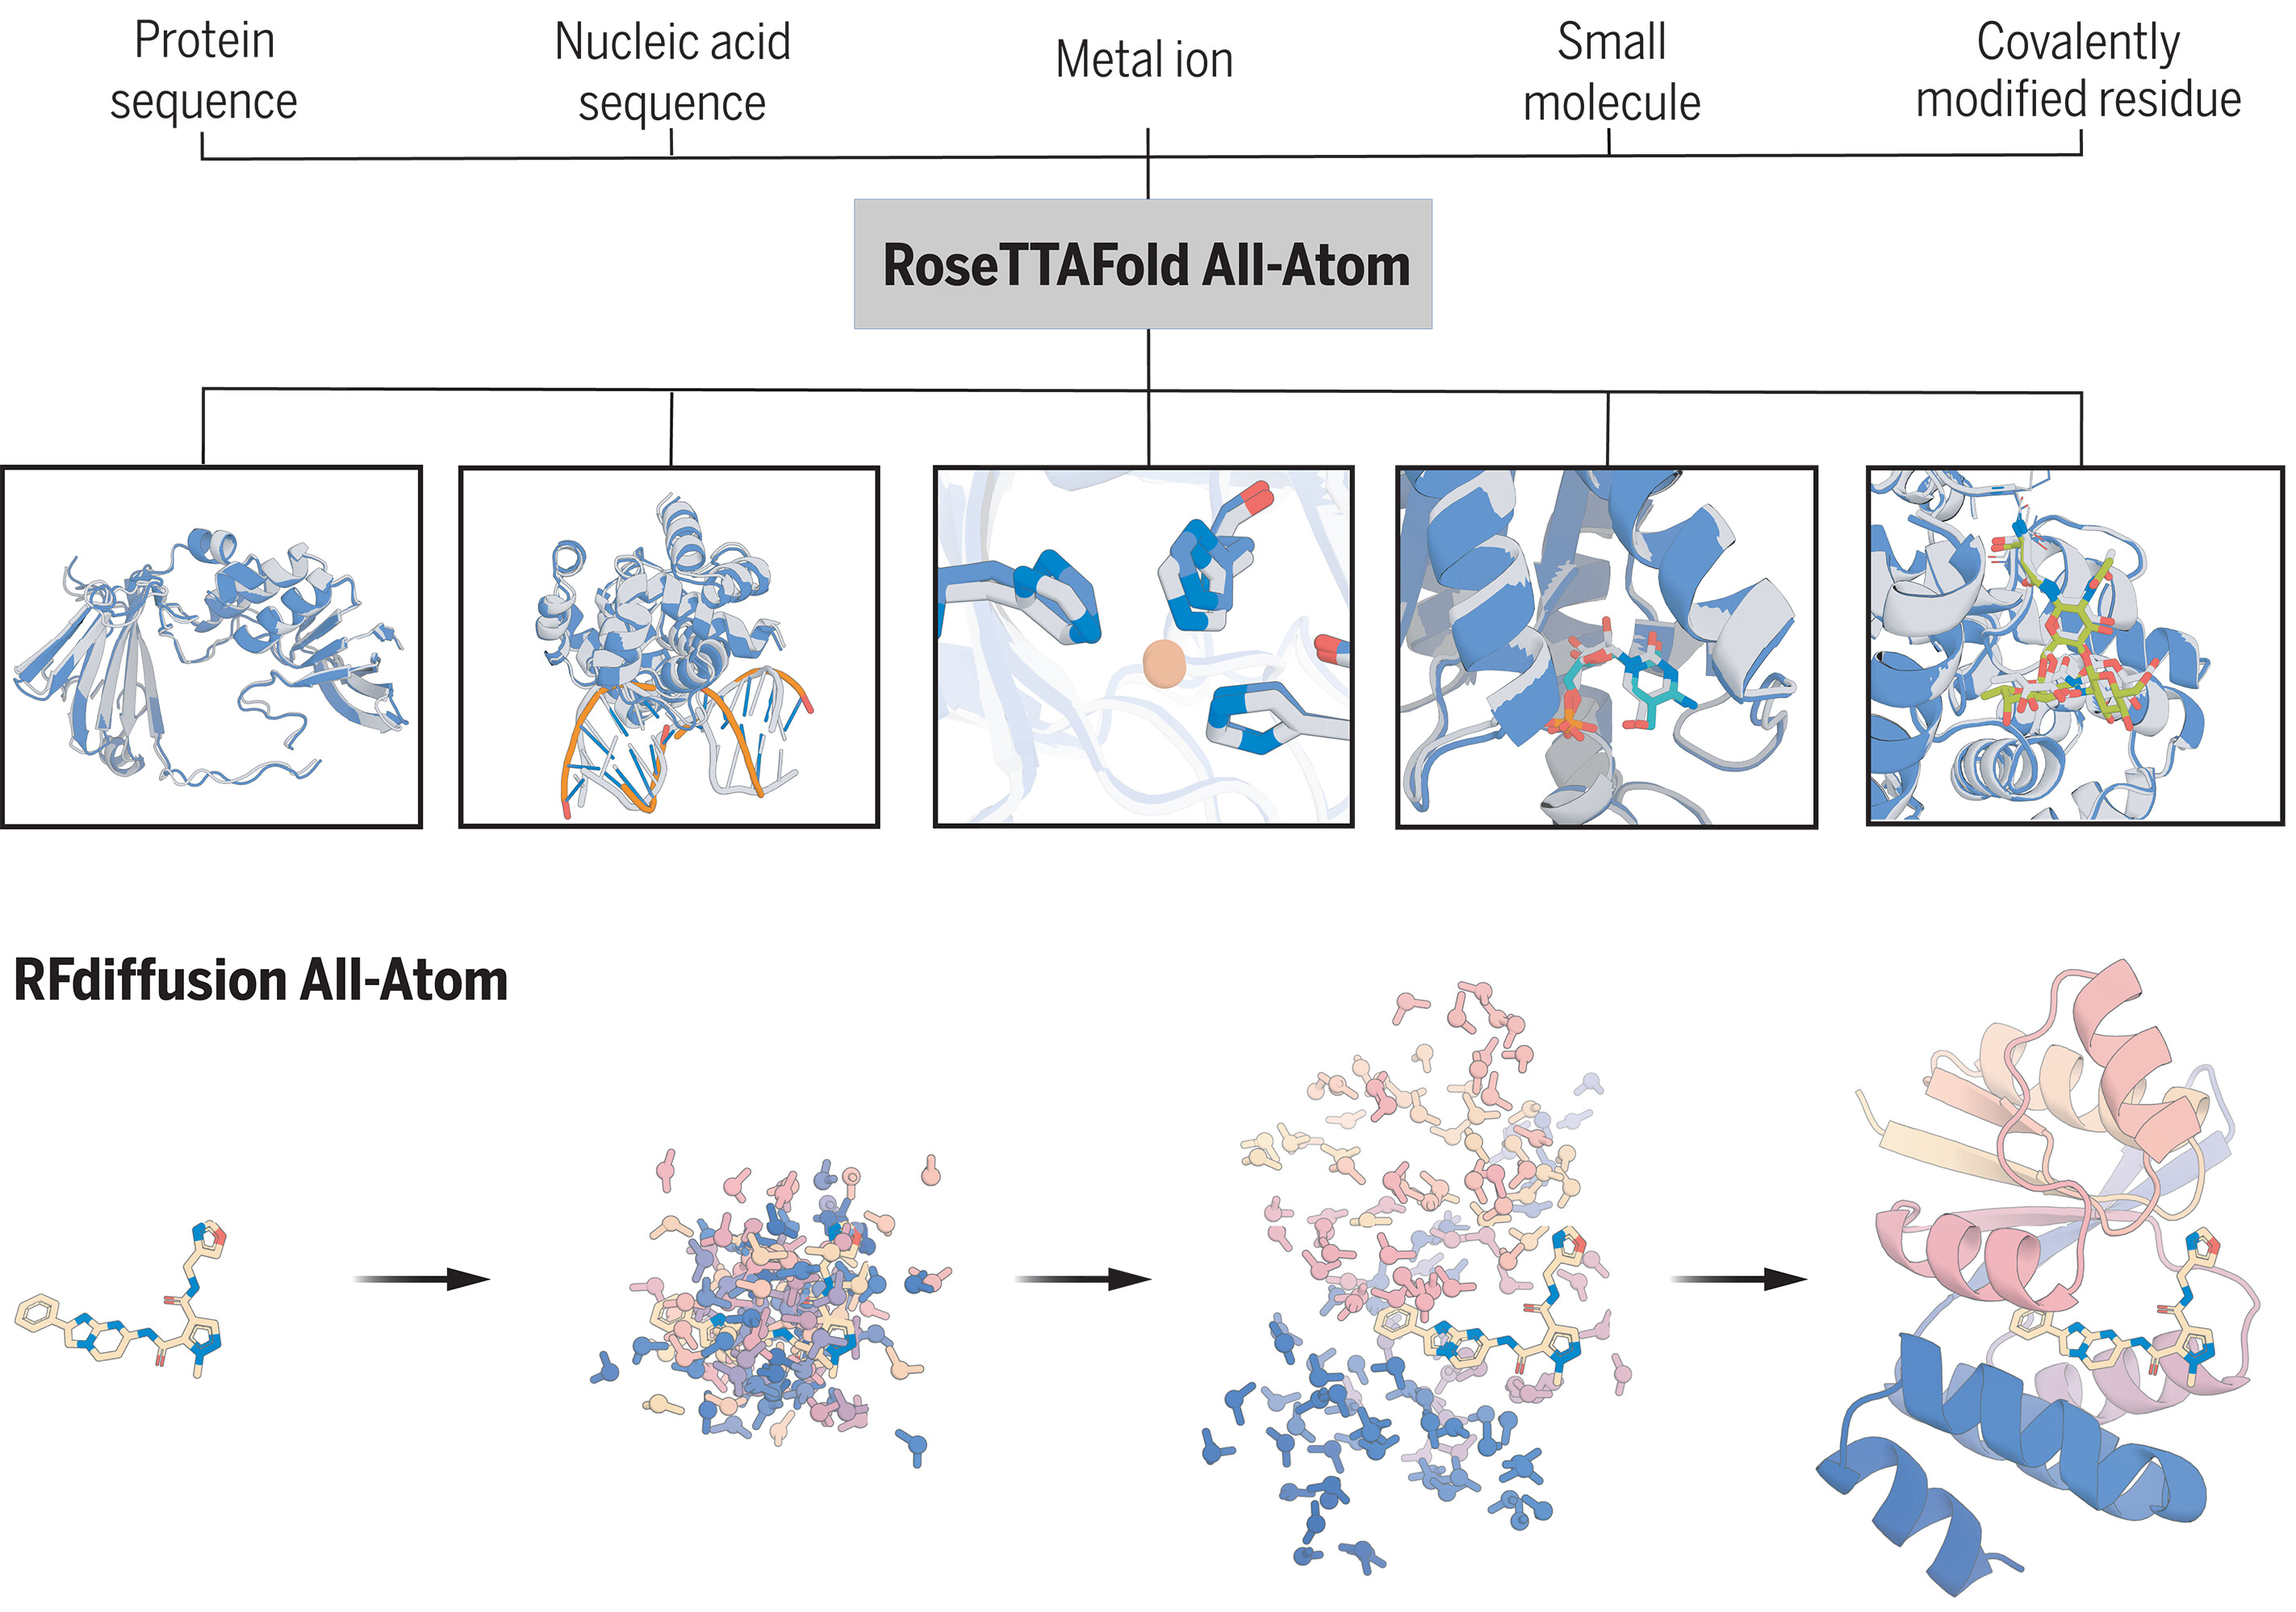 Protein
sequence
Nucleic acid
sequence
Metal ion
Small
molecule
Covalently
modified residue
RoseTTAFold All-Atom
RFdiffusion All-Atom